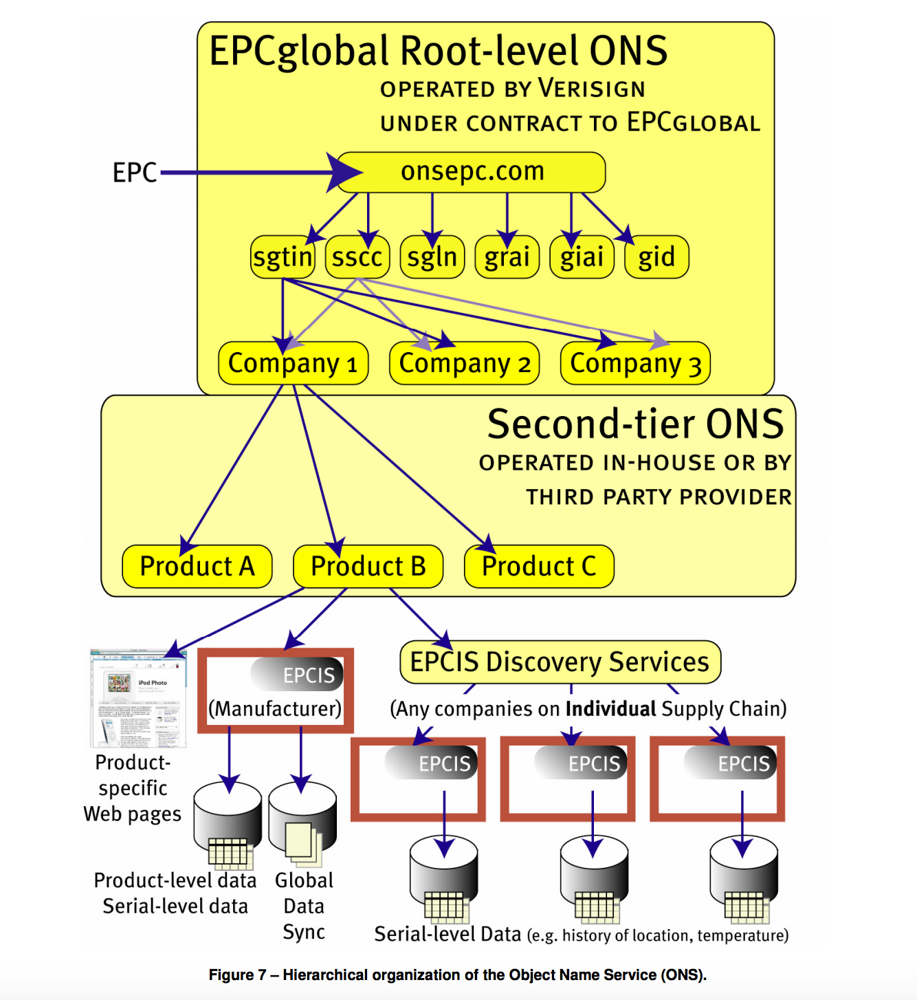 EPCglobal Root-level ONS
OPERATED BY VERISIGN
UNDER CONTRACT TO EPCGLOBAL
EPC
onsepc.com
sgtin
sscc
sgln
grai
giai
gid
Company 1
Company 2
Company 3
Second-tier ONS
OPERATED IN-HOUSE OR BY
THIRD PARTY PROVIDER
Product A
Product B
Product C
iPod Photo
EPCIS
(Manufacturer)
EPCIS Discovery Services
(Any companies on Individual Supply Chain)
EPCIS
EPCIS
EPCIS
Product-
specific
Web pages
Product-level data
Serial-level data
Global
Data
Sync
Serial-level Data (e.g. history of location, temperature)
Figure 7 – Hierarchical organization of the Object Name Service (ONS).